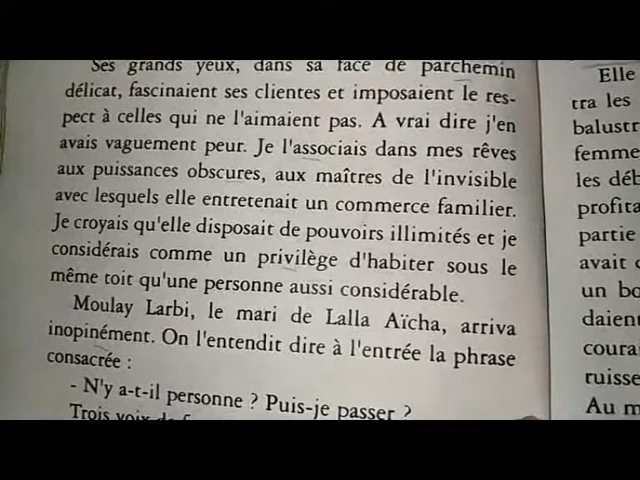 Ses grands yeux, dans sa face de parchemin
délicat, fascinaient ses clientes et imposaient le res-
pect à celles qui ne l'aimaient pas. A vrai dire j'en
avais vaguement peur. Je l'associais dans mes rêves
aux puissances obscures, aux maîtres de l'invisible
avec lesquels elle entretenait un commerce familier.
Je croyais qu'elle disposait de pouvoirs illimités et je
considérais comme un privilège d'habiter sous le
même toit qu'une personne aussi considérable.
Moulay Larbi, le mari de Lalla Aïcha, arriva
inopinément. On l'entendit dire à l'entrée la phrase
consacrée :
- N'y a-t-il personne ? Puis-je passer ?
Trois voix de
Elle
tra les
balustr
femme
les déb
profita
partie
avait
un bo
daient
coura
ruisse
Au m